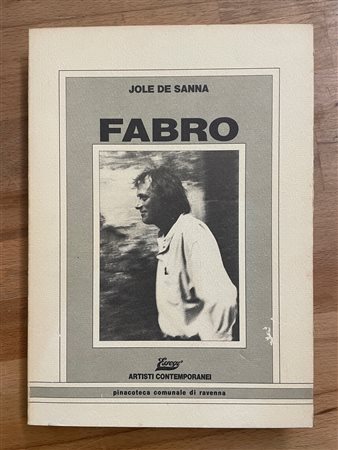 JOLE DE SANNA
FABRO
Essegi
ARTISTI CONTEMPORANEI
pinacoteca comunale di ravenna